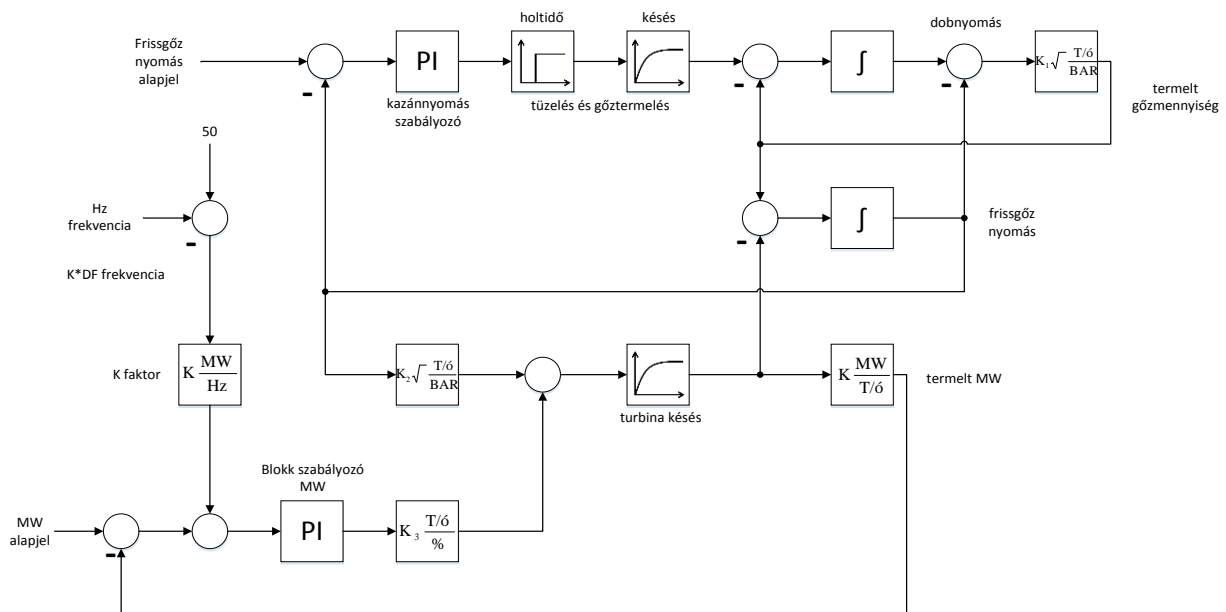 holtidő
késés
dobnyomás
Frissgőz
nyomás
alapjel
PI
∫
K₁√ T/ó
BAR
-
-
-
kazánnyomás
szabályozó
tüzelés és gőztermelés
termelt
gőzmennyiség
50
Hz
frekvencia
-
∫
-
frissgőz
nyomás
K*DF frekvencia
K faktor
K MW
Hz
K₂√ T/ó
BAR
K MW
T/ó
termelt MW
turbina késés
Blokk szabályozó
MW
MW
alapjel
-
PI
K₃ T/ó
%